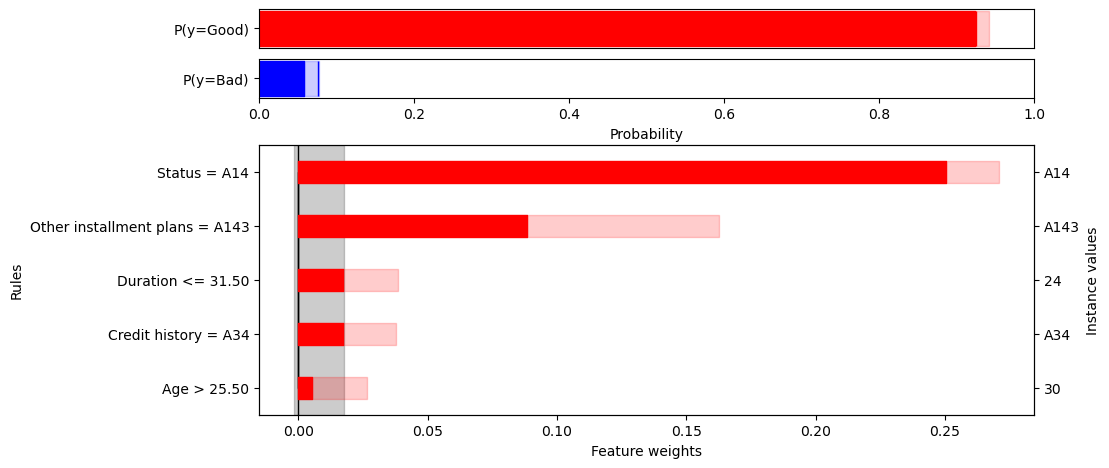 P(y=Good)
P(y=Bad)
0.0 0.2 0.4 0.6 0.8 1.0
Probability
Rules
Status = A14
A14
Other installment plans = A143
A143
Duration <= 31.50
24
Credit history = A34
A34
Age > 25.50
30
Instance values
0.00 0.05 0.10 0.15 0.20 0.25
Feature weights